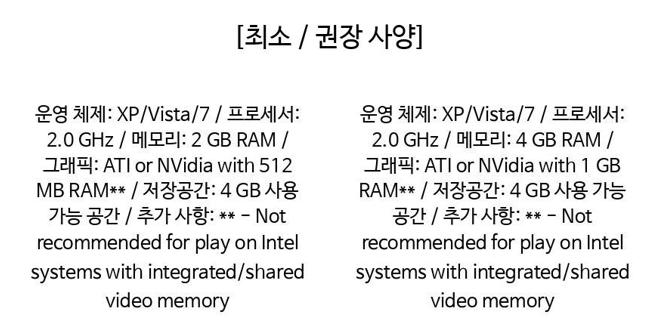 [최소 / 권장 사양]
운영 체제: XP/Vista/7 / 프로세서:
2.0 GHz / 메모리: 2 GB RAM /
그래픽: ATI or NVidia with 512
MB RAM** / 저장공간: 4 GB 사용
가능 공간 / 추가 사항: ** – Not
recommended for play on Intel
systems with integrated/shared
video memory
운영 체제: XP/Vista/7 / 프로세서:
2.0 GHz / 메모리: 4 GB RAM /
그래픽: ATI or NVidia with 1 GB
RAM** / 저장공간: 4 GB 사용 가능
공간 / 추가 사항: ** – Not
recommended for play on Intel
systems with integrated/shared
video memory